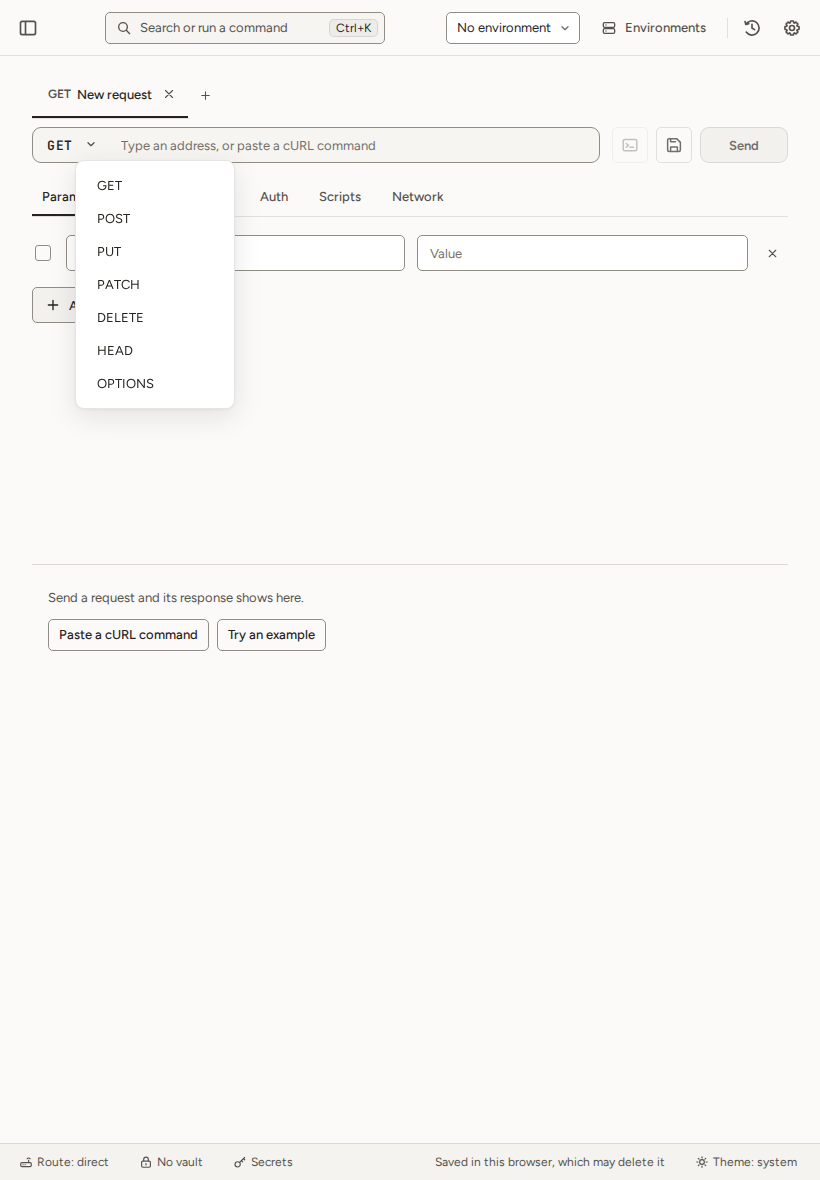 Search or run a command Ctrl+K No environment Environments
GET New request
GET Type an address, or paste a cURL command Send
Auth Scripts Network
GET
POST
PUT
PATCH
DELETE
HEAD
OPTIONS
Value
Send a request and its response shows here.
Paste a cURL command Try an example
Route: direct No vault Secrets Saved in this browser, which may delete it Theme: system